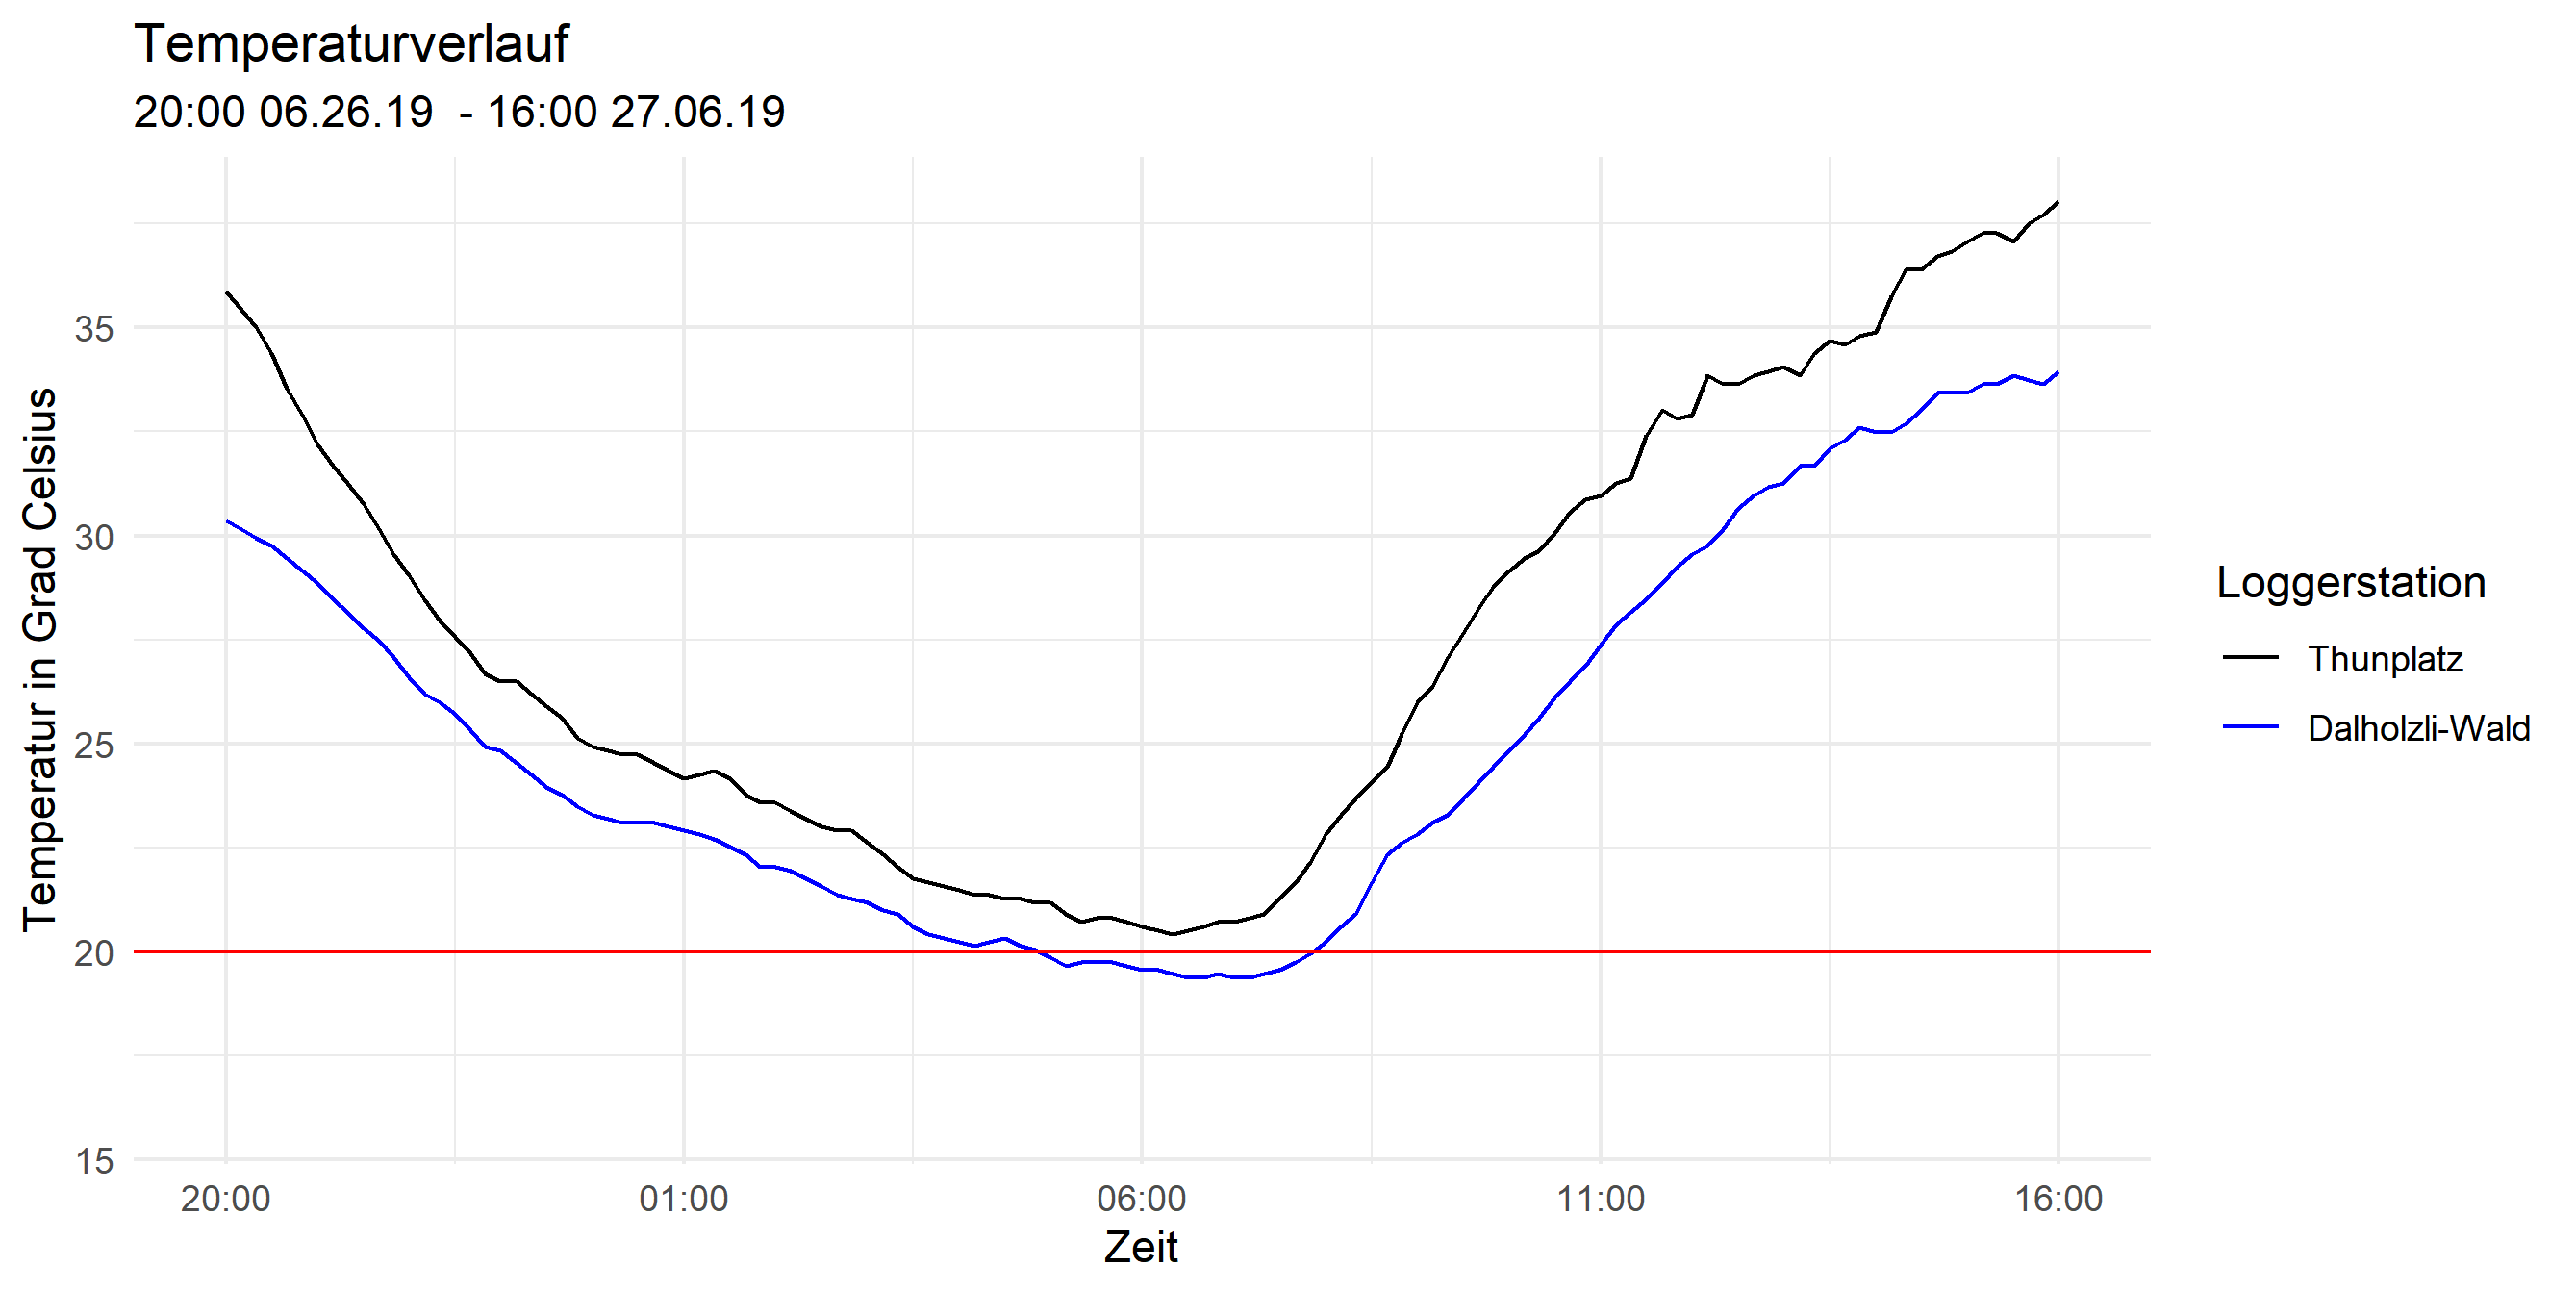 Temperaturverlauf
20:00 06.26.19  - 16:00 27.06.19
Temperatur in Grad Celsius
35
30
25
20
15
20:00 01:00 06:00 11:00 16:00
Zeit
Loggerstation
Thunplatz
Dalholzli-Wald